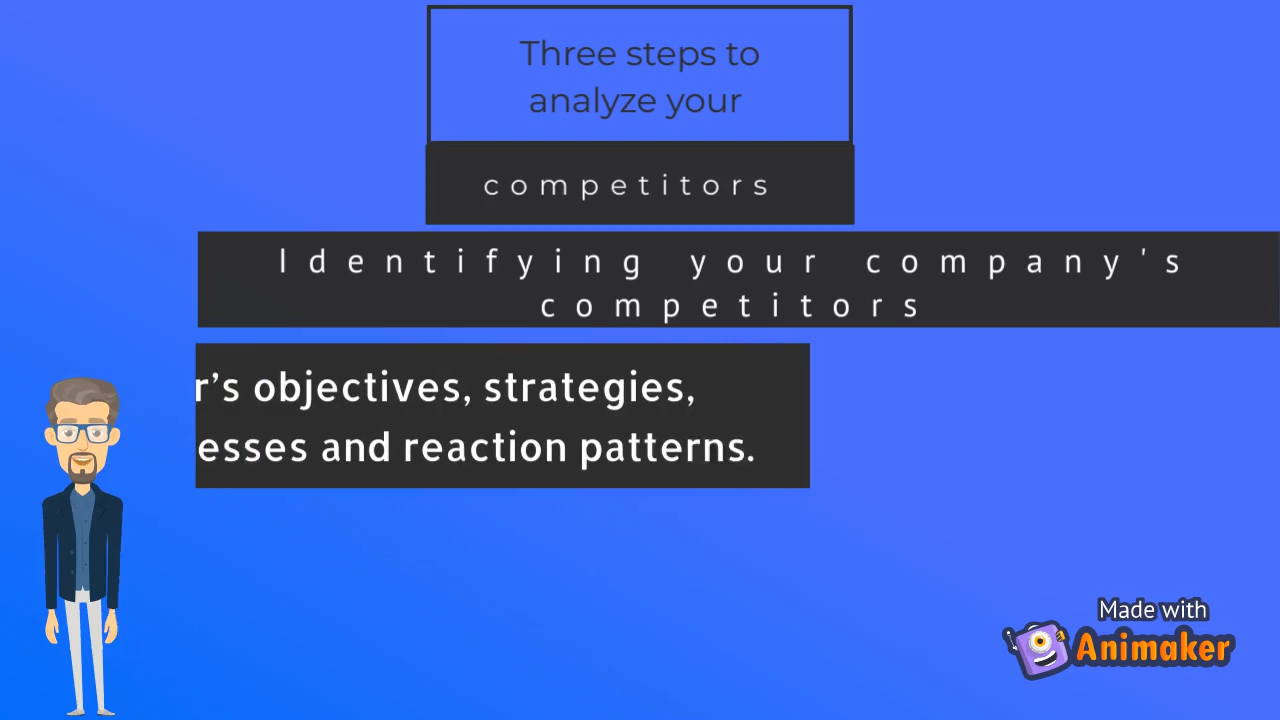 Three steps to
analyze your
competitors
Identifying your company's
competitors
r’s objectives, strategies,
esses and reaction patterns.
Made with
Animaker